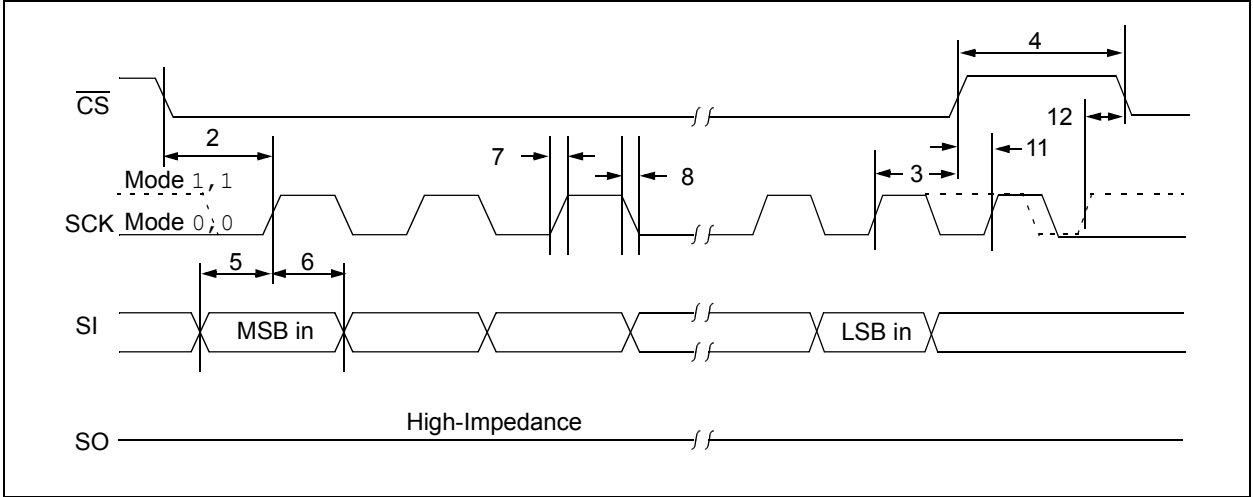 4
CS
12
2
7
8
3
11
Mode 1,1
SCK Mode 0,0
5
6
SI
MSB in
LSB in
High-Impedance
SO